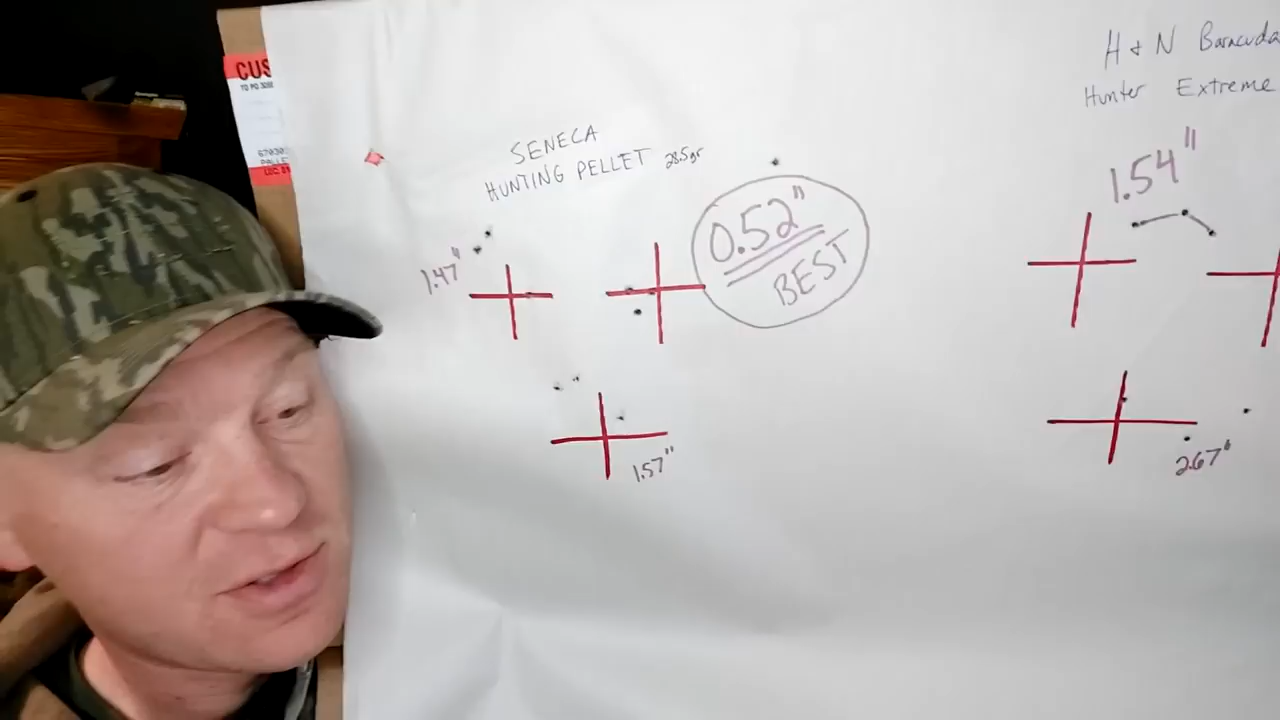 CUS
SENECA
HUNTING PELLET 28.5gr
0.52"
BEST
1.47"
1.57"
H & N Baracuda
Hunter Extreme
1.54"
2.67"